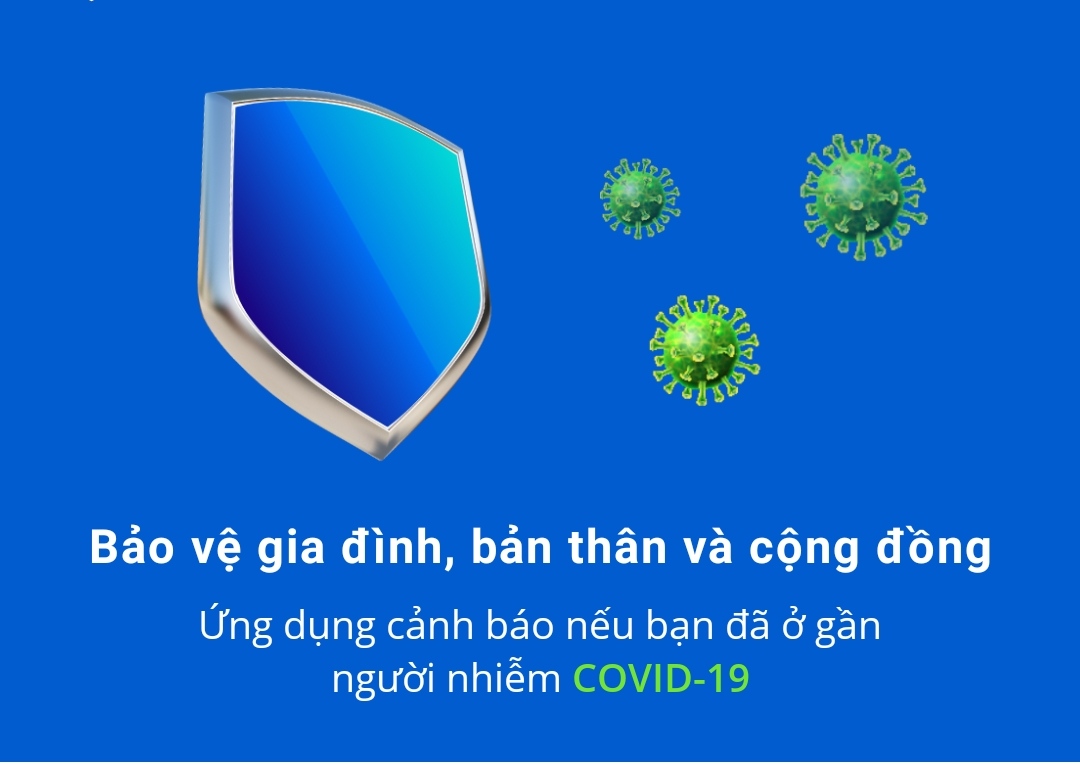 Bảo vệ gia đình, bản thân và cộng đồng
Ứng dụng cảnh báo nếu bạn đã ở gần
người nhiễm COVID-19